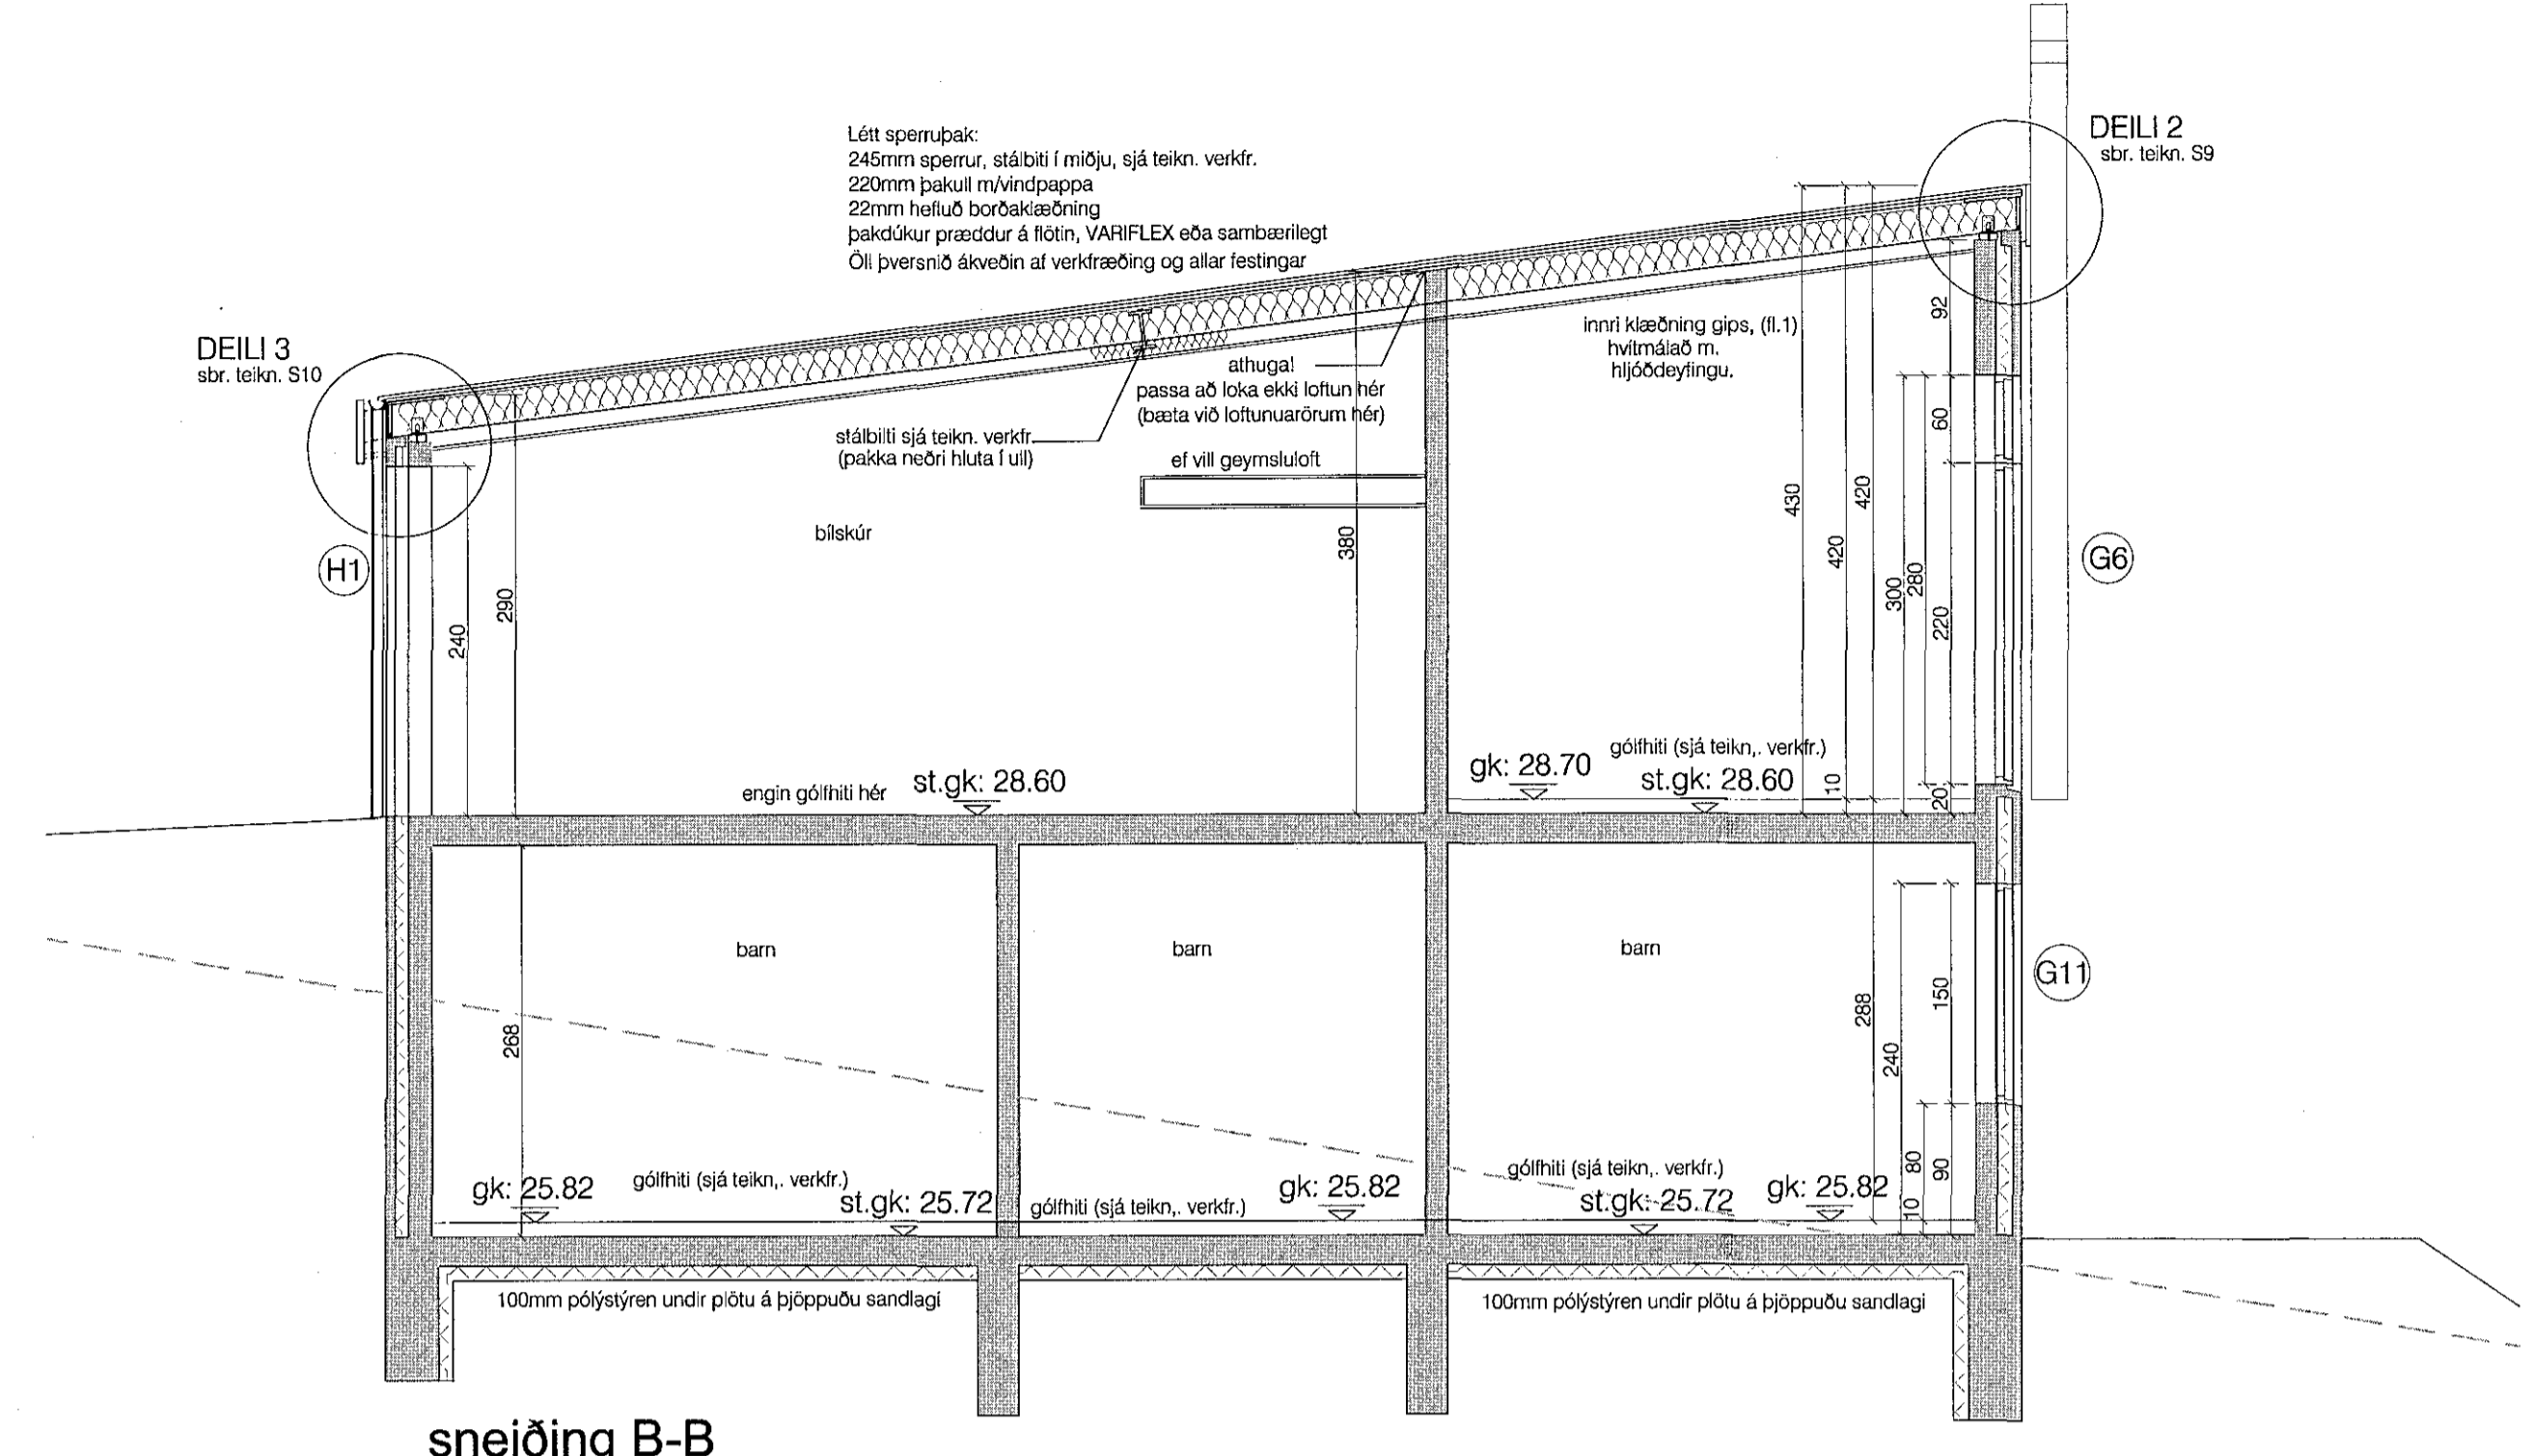 Létt sperruþak:
245mm sperrur, stálbiti í miðju, sjá teikn. verkfr.
220mm þakull m/vindpappa
22mm hefluð borðaklæðning
þakdúkur præddur á flötin, VARIFLEX eða sambærilegt
Öll þversnið ákveðin af verkfræðing og allar festingar
DEILI 2
sbr. teikn. S9
DEILI 3
sbr. teikn. S10
innri klæðning gips, (fl.1)
hvítmálað m.
hljóðdeyfingu.
athuga!
passa að loka ekki loftun hér
(bæta við loftunuarörum hér)
stálbilti sjá teikn. verkfr.
(pakka neðri hluta í ull)
ef vill geymsluloft
bílskúr
H1
G6
240
290
380
430
420
420
300
280
92
60
220
20
10
engin gólfhiti hér
st.gk: 28.60
gk: 28.70
gólfhiti (sjá teikn,. verkfr.)
st.gk: 28.60
barn
barn
barn
G11
268
288
240
150
80
90
10
gk: 25.82
gólfhiti (sjá teikn,. verkfr.)
st.gk: 25.72
gólfhiti (sjá teikn,. verkfr.)
gk: 25.82
gólfhiti (sjá teikn,. verkfr.)
st.gk: 25.72
gk: 25.82
100mm pólýstýren undir plötu á þjöppuðu sandlagi
100mm pólýstýren undir plötu á þjöppuðu sandlagi
sneiðing B-B